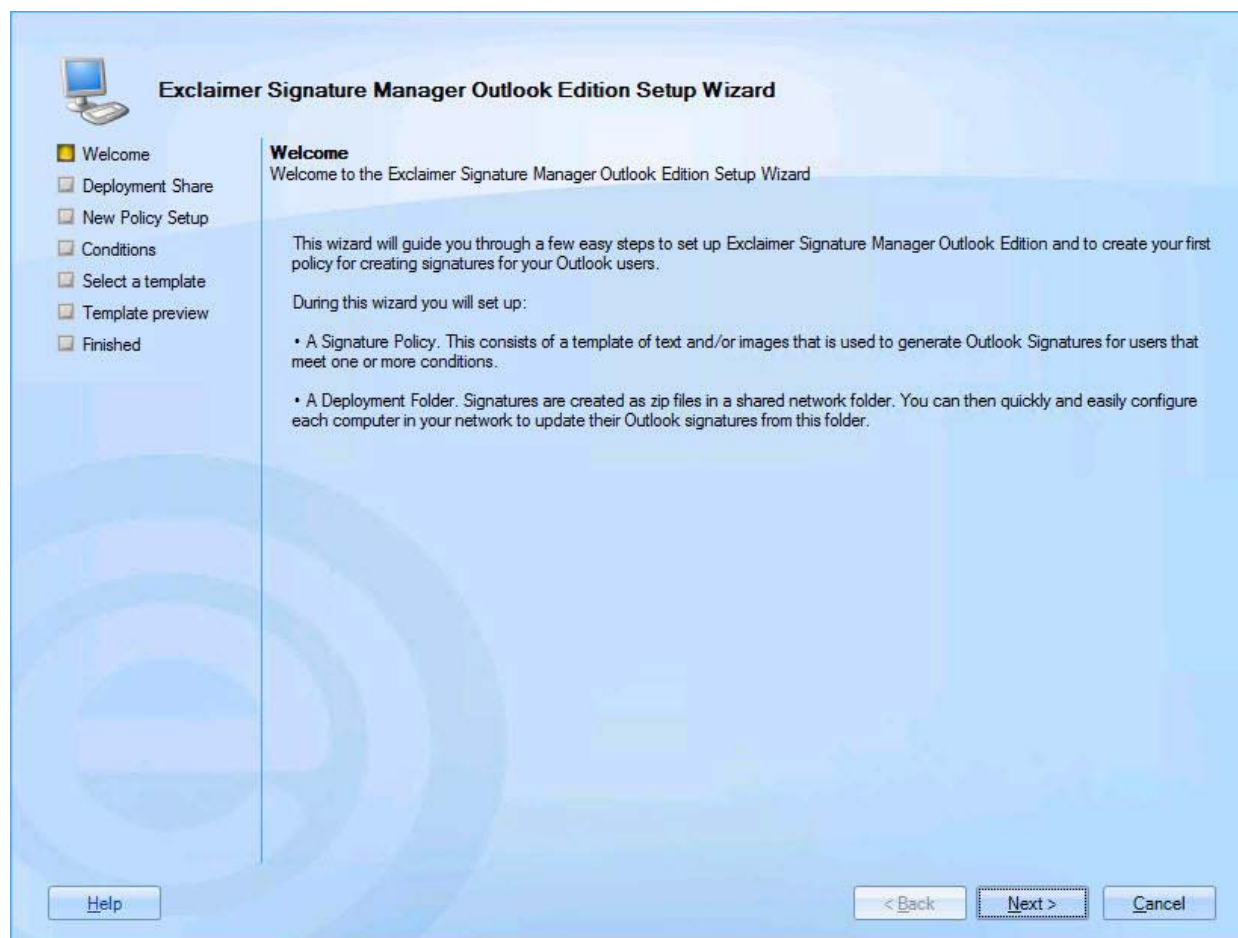 Exclaimer Signature Manager Outlook Edition Setup Wizard
Welcome
Deployment Share
New Policy Setup
Conditions
Select a template
Template preview
Finished
Welcome
Welcome to the Exclaimer Signature Manager Outlook Edition Setup Wizard
This wizard will guide you through a few easy steps to set up Exclaimer Signature Manager Outlook Edition and to create your first
policy for creating signatures for your Outlook users.
During this wizard you will set up:
• A Signature Policy. This consists of a template of text and/or images that is used to generate Outlook Signatures for users that
meet one or more conditions.
• A Deployment Folder. Signatures are created as zip files in a shared network folder. You can then quickly and easily configure
each computer in your network to update their Outlook signatures from this folder.
Help
< Back
Next >
Cancel